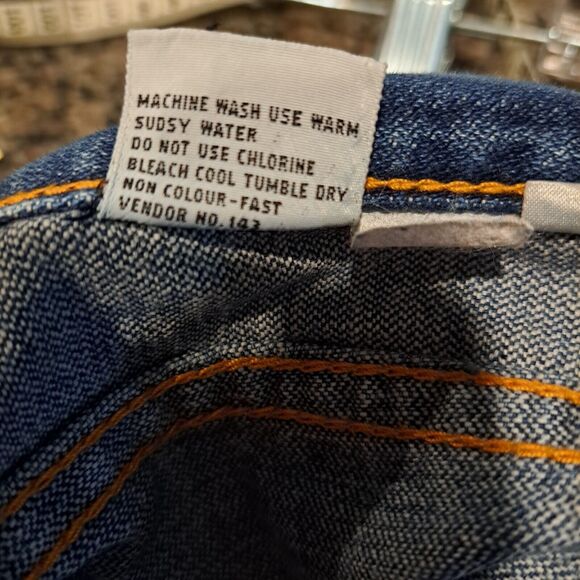 MACHINE WASH USE WARM
SUDSY WATER
DO NOT USE CHLORINE
BLEACH COOL TUMBLE DRY
NON COLOUR-FAST
VENDOR NO. 143